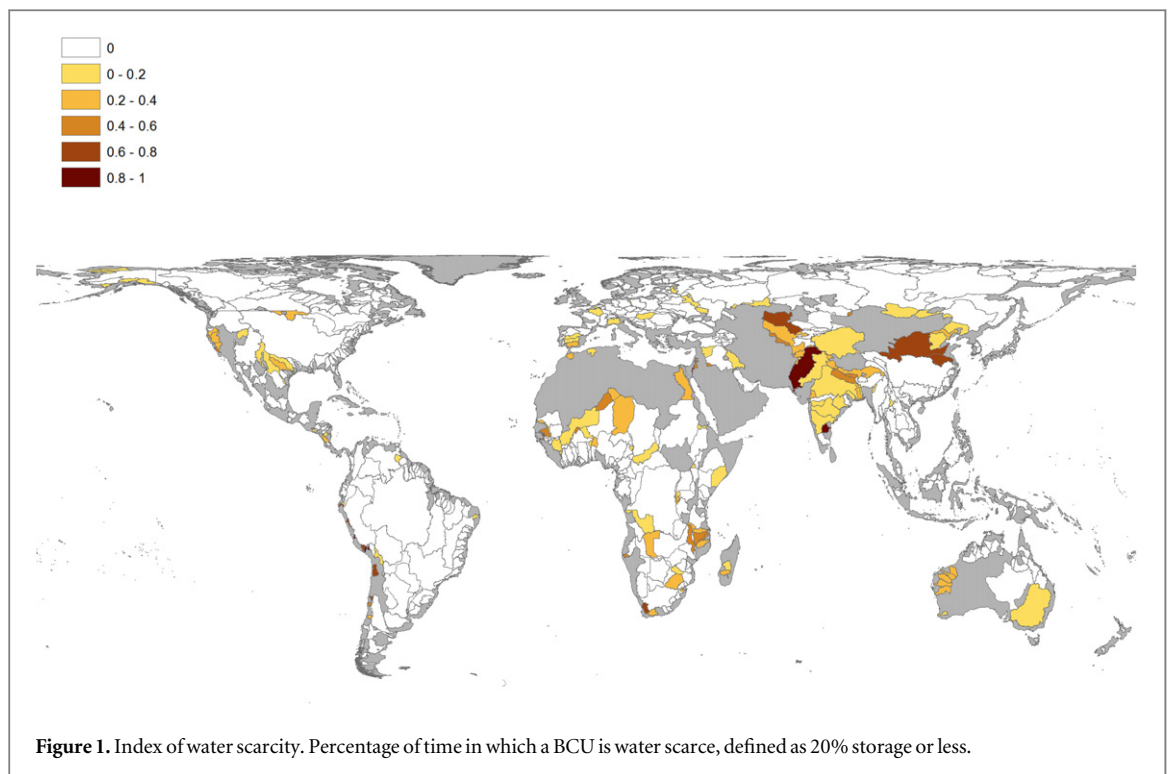 0
0 - 0.2
0.2 - 0.4
0.4 - 0.6
0.6 - 0.8
0.8 - 1
Figure 1. Index of water scarcity. Percentage of time in which a BCU is water scarce, defined as 20% storage or less.